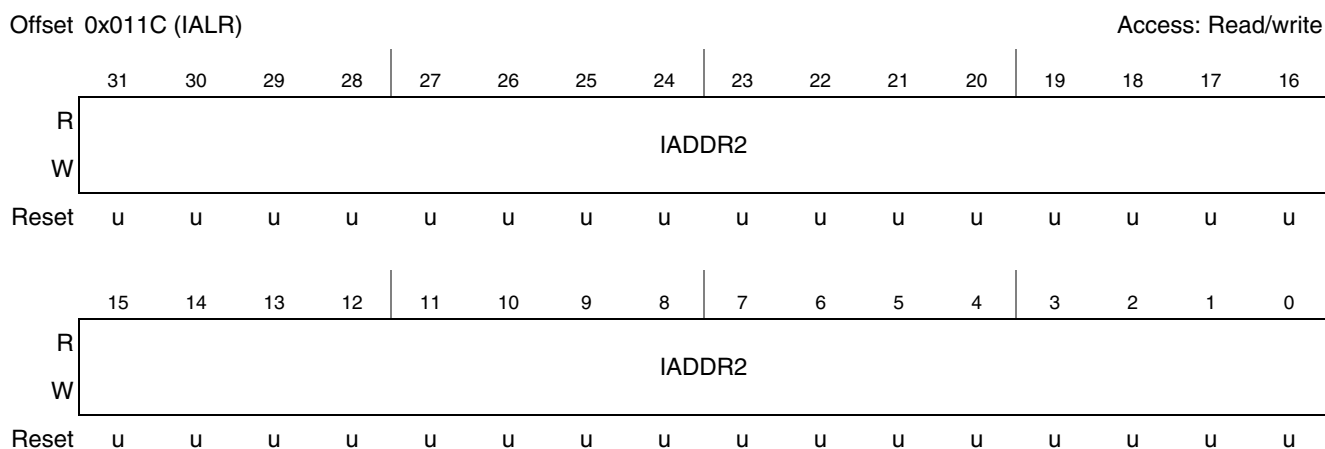 Offset 0x011C (IALR) Access: Read/write
31 30 29 28 27 26 25 24 23 22 21 20 19 18 17 16
R
IADDR2
W
Reset u u u u u u u u u u u u u u u u
15 14 13 12 11 10 9 8 7 6 5 4 3 2 1 0
R
IADDR2
W
Reset u u u u u u u u u u u u u u u u